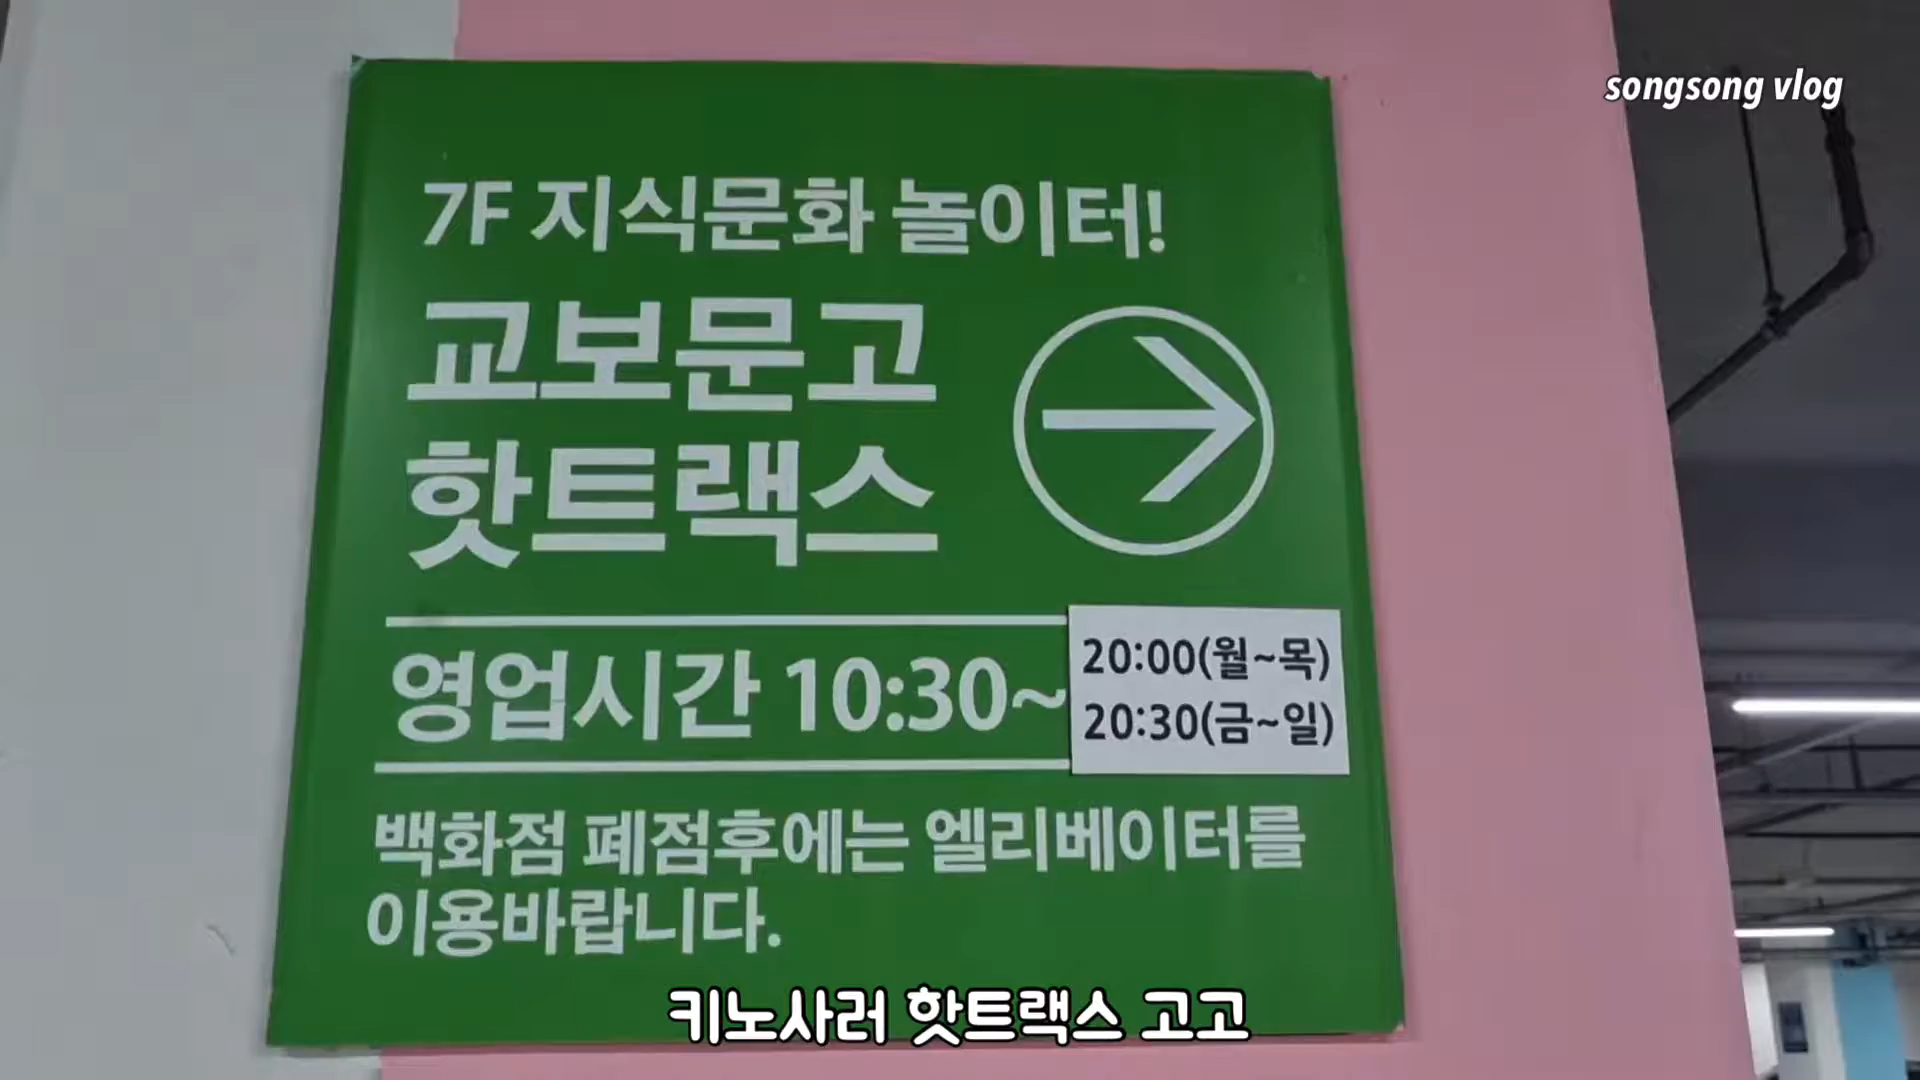 songsong vlog
7F 지식문화 놀이터!
교보문고
핫트랙스
영업시간 10:30~
20:00(월~목)
20:30(금~일)
백화점 폐점후에는 엘리베이터를
이용바랍니다.
키노사러 핫트랙스 고고